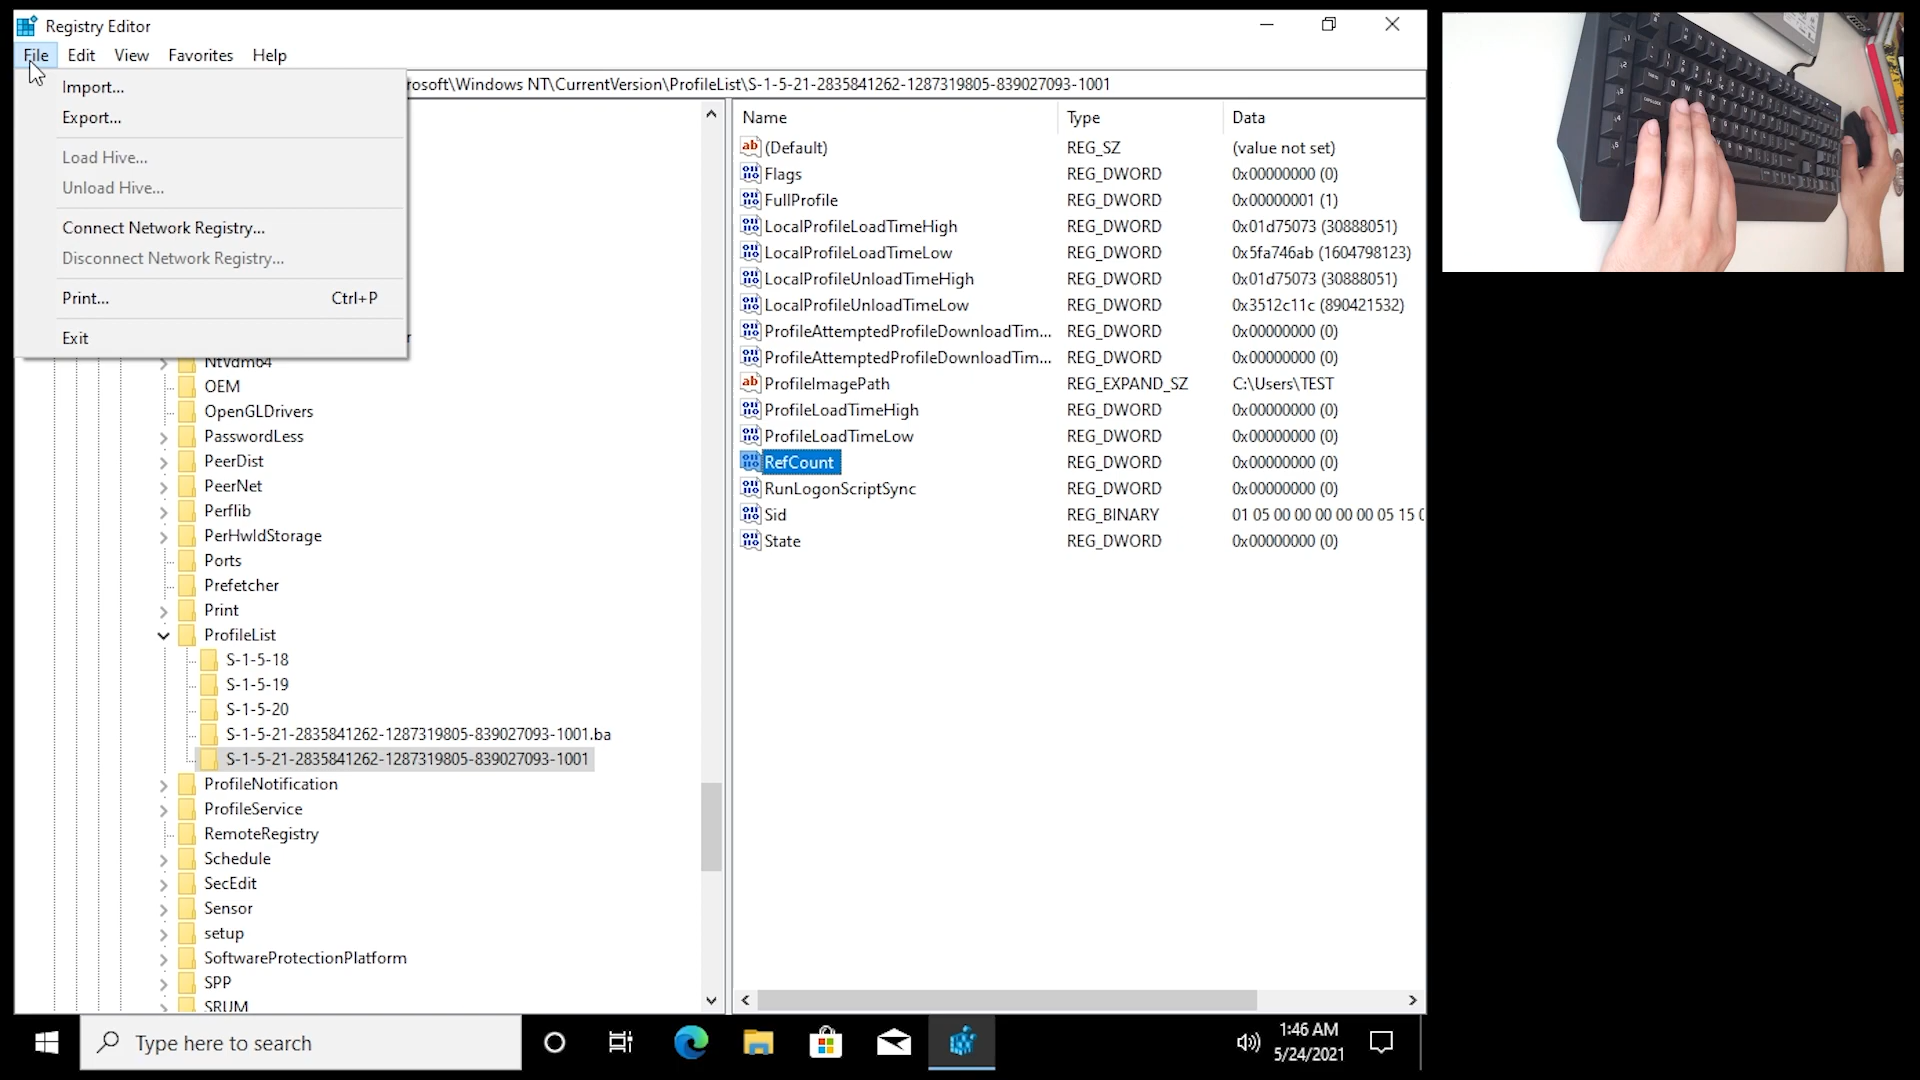 Registry Editor
File Edit View Favorites Help
rosoft\Windows NT\CurrentVersion\ProfileList\S-1-5-21-2835841262-1287319805-839027093-1001
Import...
Export...
Load Hive...
Unload Hive...
Connect Network Registry...
Disconnect Network Registry...
Print... Ctrl+P
Exit
NtVdm64
OEM
OpenGLDrivers
PasswordLess
PeerDist
PeerNet
Perflib
PerHwIdStorage
Ports
Prefetcher
Print
ProfileList
S-1-5-18
S-1-5-19
S-1-5-20
S-1-5-21-2835841262-1287319805-839027093-1001.ba
S-1-5-21-2835841262-1287319805-839027093-1001
ProfileNotification
ProfileService
RemoteRegistry
Schedule
SecEdit
Sensor
setup
SoftwareProtectionPlatform
SPP
SRUM
Name Type Data
(Default) REG_SZ (value not set)
Flags REG_DWORD 0x00000000 (0)
FullProfile REG_DWORD 0x00000001 (1)
LocalProfileLoadTimeHigh REG_DWORD 0x01d75073 (30888051)
LocalProfileLoadTimeLow REG_DWORD 0x5fa746ab (1604798123)
LocalProfileUnloadTimeHigh REG_DWORD 0x01d75073 (30888051)
LocalProfileUnloadTimeLow REG_DWORD 0x3512c11c (890421532)
ProfileAttemptedProfileDownloadTim... REG_DWORD 0x00000000 (0)
ProfileAttemptedProfileDownloadTim... REG_DWORD 0x00000000 (0)
ProfileImagePath REG_EXPAND_SZ C:\Users\TEST
ProfileLoadTimeHigh REG_DWORD 0x00000000 (0)
ProfileLoadTimeLow REG_DWORD 0x00000000 (0)
RefCount REG_DWORD 0x00000000 (0)
RunLogonScriptSync REG_DWORD 0x00000000 (0)
Sid REG_BINARY 01 05 00 00 00 00 00 05 15 0
State REG_DWORD 0x00000000 (0)
Type here to search
1:46 AM
5/24/2021